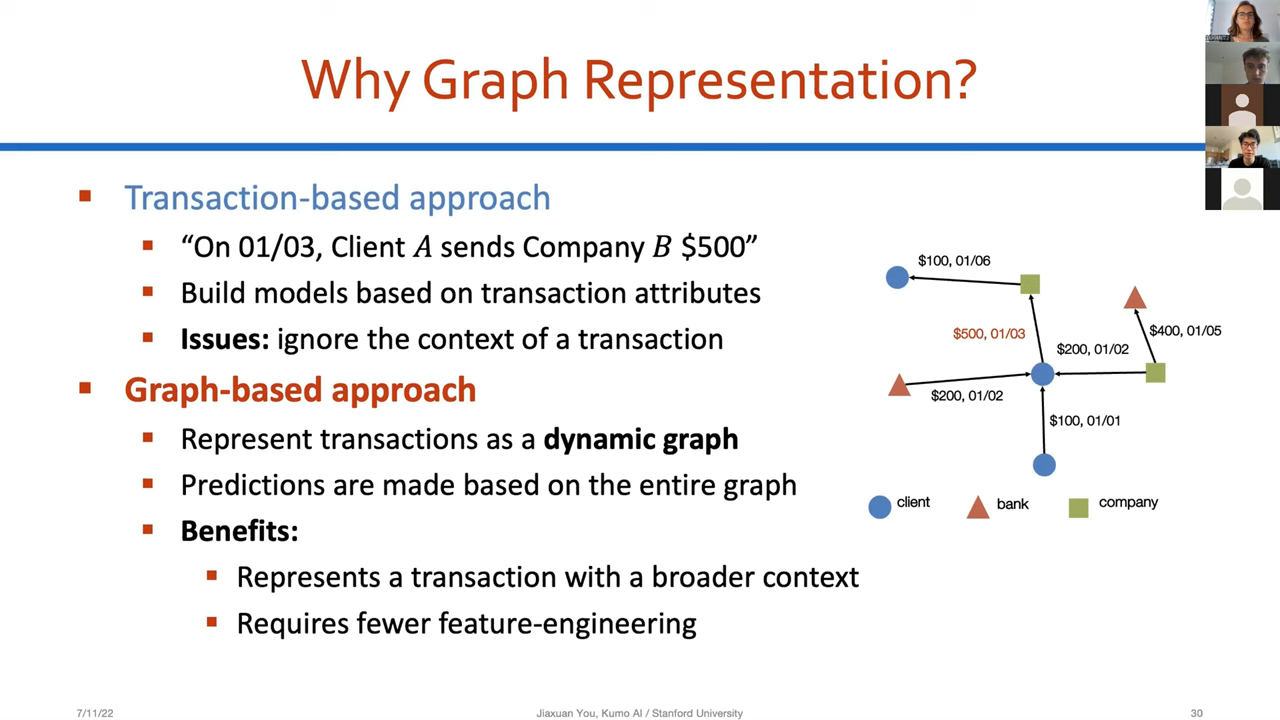 Why Graph Representation?
Transaction-based approach
“On 01/03, Client A sends Company B $500”
Build models based on transaction attributes
Issues: ignore the context of a transaction
Graph-based approach
Represent transactions as a dynamic graph
Predictions are made based on the entire graph
Benefits:
Represents a transaction with a broader context
Requires fewer feature-engineering
$100, 01/06
$500, 01/03
$200, 01/02
$400, 01/05
$200, 01/02
$100, 01/01
client
bank
company
7/11/22
Jiaxuan You, Kumo AI / Stanford University
30